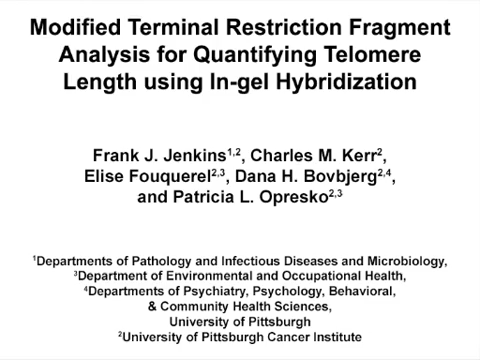 Modified Terminal Restriction Fragment
Analysis for Quantifying Telomere
Length using In-gel Hybridization
Frank J. Jenkins1,2, Charles M. Kerr2,
Elise Fouquerel2,3, Dana H. Bovbjerg2,4,
and Patricia L. Opresko2,3
1Departments of Pathology and Infectious Diseases and Microbiology,
3Department of Environmental and Occupational Health,
4Departments of Psychiatry, Psychology, Behavioral,
& Community Health Sciences,
University of Pittsburgh
2University of Pittsburgh Cancer Institute